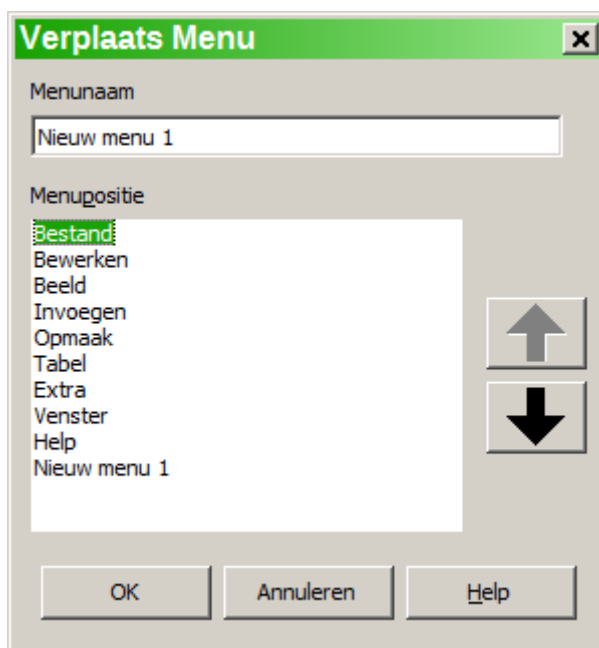 Verplaats Menu
Menunaam
Nieuw menu 1
Menupositie
Bestand
Bewerken
Beeld
Invoegen
Opmaak
Tabel
Extra
Venster
Help
Nieuw menu 1
OK Annuleren Help